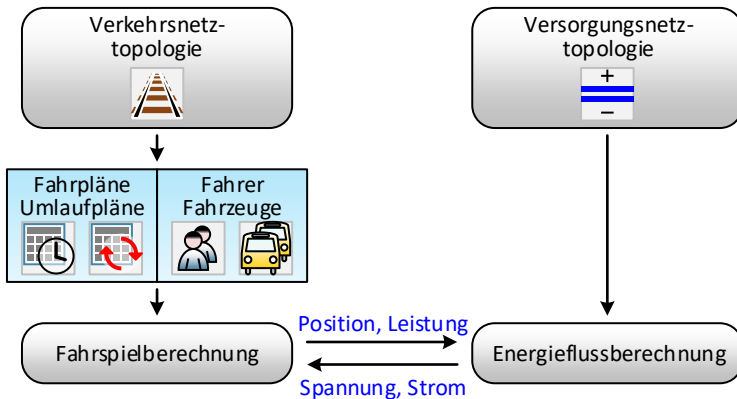 Verkehrsnetz-
topologie
Versorgungsnetz-
topologie
+
−
Fahrpläne
Umlaufpläne
Fahrer
Fahrzeuge
Position, Leistung
Fahrspielberechnung
Energieflussberechnung
Spannung, Strom